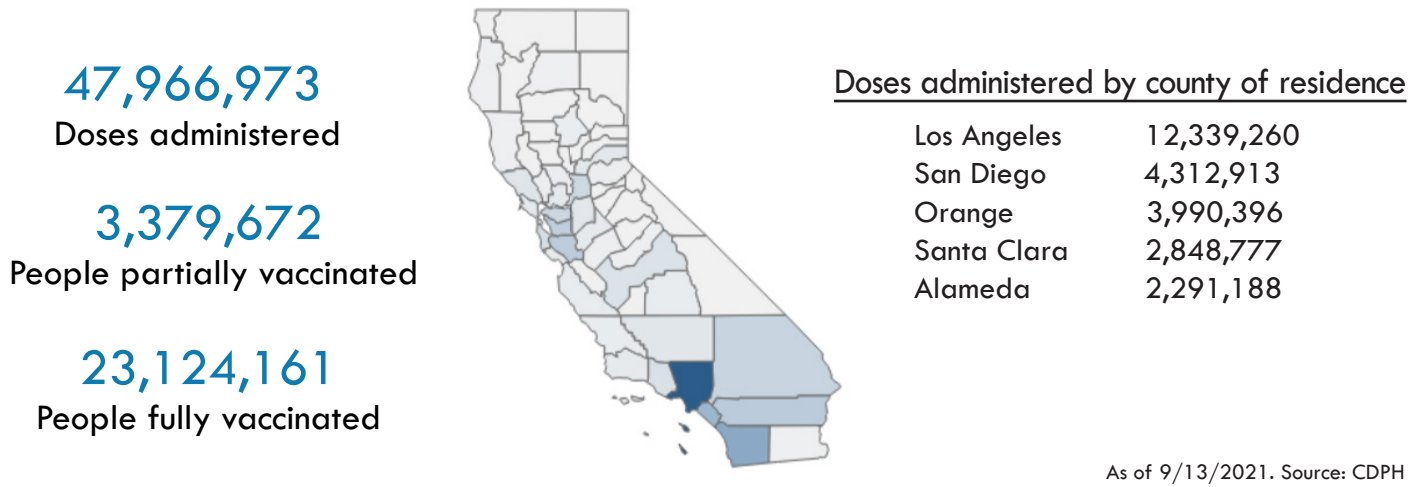 47,966,973
Doses administered
3,379,672
People partially vaccinated
23,124,161
People fully vaccinated
Doses administered by county of residence
Los Angeles 12,339,260
San Diego 4,312,913
Orange 3,990,396
Santa Clara 2,848,777
Alameda 2,291,188
As of 9/13/2021. Source: CDPH